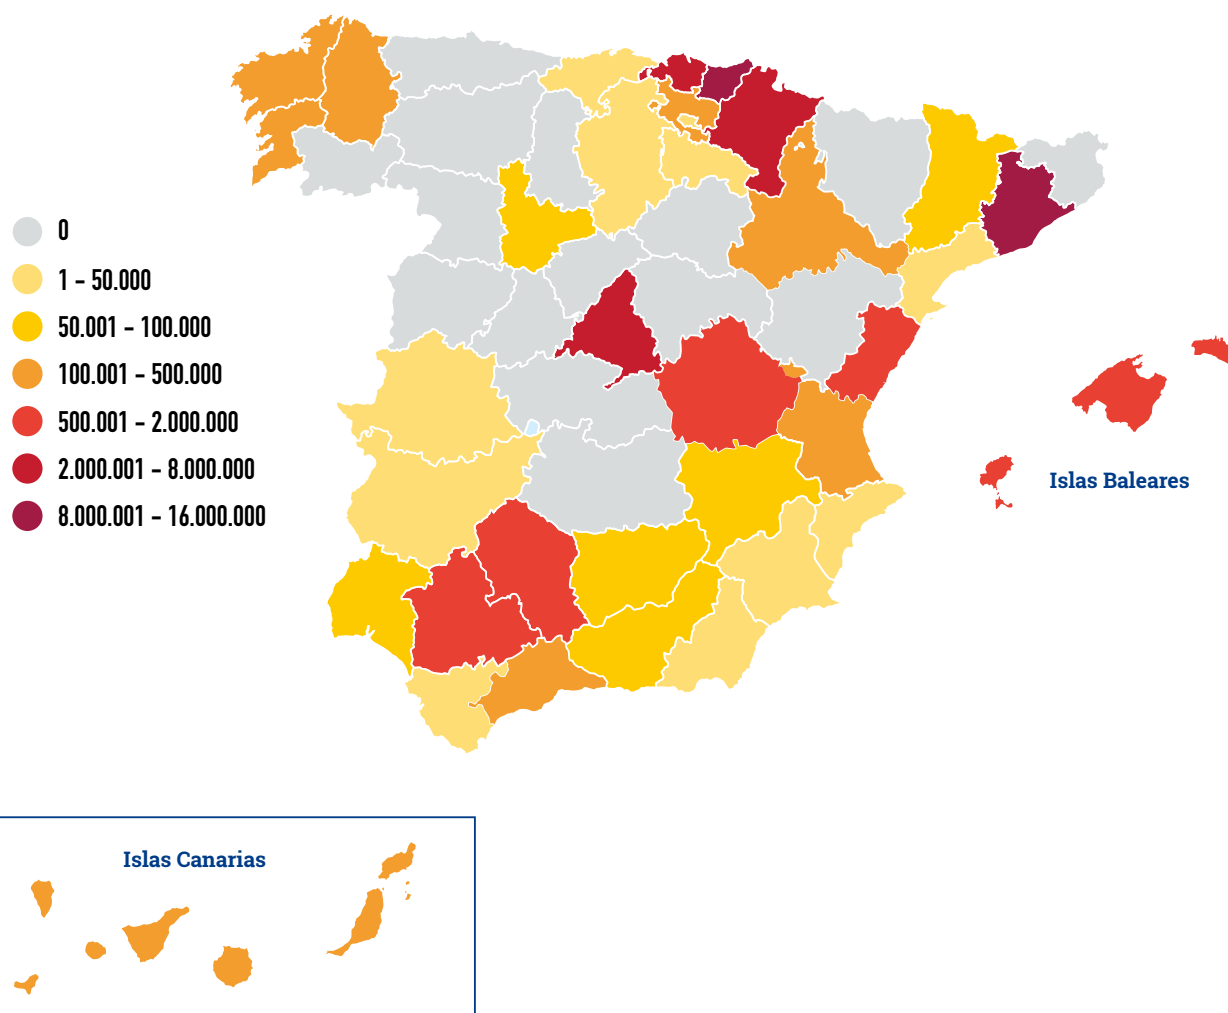 0
1 – 50.000
50.001 – 100.000
100.001 – 500.000
500.001 – 2.000.000
2.000.001 – 8.000.000
8.000.001 – 16.000.000
Islas Baleares
Islas Canarias